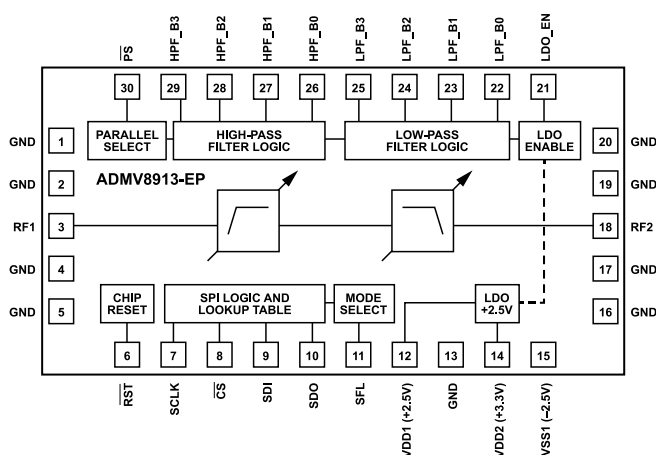 P̅S̅
HPF_B3
HPF_B2
HPF_B1
HPF_B0
LPF_B3
LPF_B2
LPF_B1
LPF_B0
LDO_EN
30
29
28
27
26
25
24
23
22
21
GND
1
PARALLEL
SELECT
HIGH-PASS
FILTER LOGIC
LOW-PASS
FILTER LOGIC
LDO
ENABLE
20
GND
GND
2
ADMV8913-EP
19
GND
RF1
3
18
RF2
GND
4
17
GND
GND
5
CHIP
RESET
SPI LOGIC AND
LOOKUP TABLE
MODE
SELECT
LDO
+2.5V
16
GND
6
7
8
9
10
11
12
13
14
15
R̅S̅T̅
SCLK
C̅S̅
SDI
SDO
SFL
VDD1 (+2.5V)
GND
VDD2 (+3.3V)
VSS1 (–2.5V)